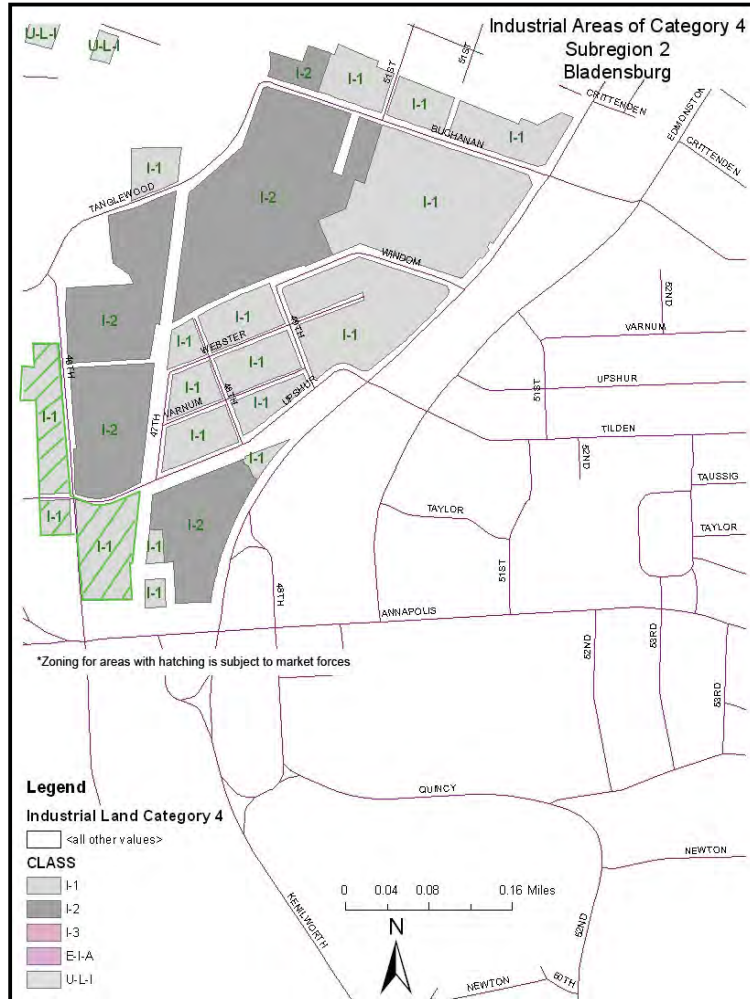 Industrial Areas of Category 4
Subregion 2
Bladensburg
U-L-I
U-L-I
51ST
51ST
I-2
I-1
I-1
I-1
CRITTENDEN
EDMONSTON
CRITTENDEN
BUCHANAN
I-1
TANGLEWOOD
I-2
I-1
WINDOM
52ND
I-2
I-1
49TH
I-1
WEBSTER
I-1
VARNUM
46TH
I-1
I-1
48TH
UPSHUR
I-1
VARNUM
I-1
I-1
I-2
47TH
I-1
51ST
UPSHUR
TILDEN
52ND
I-1
TAUSSIG
I-1
I-2
TAYLOR
TAYLOR
I-1
I-1
I-1
51ST
48TH
ANNAPOLIS
52ND
53RD
53RD
*Zoning for areas with hatching is subject to market forces
QUINCY
NEWTON
KENILWORTH
52ND
NEWTON
60TH
Legend
Industrial Land Category 4
<all other values>
CLASS
I-1
I-2
I-3
E-I-A
U-L-I
0 0.04 0.08 0.16 Miles
N